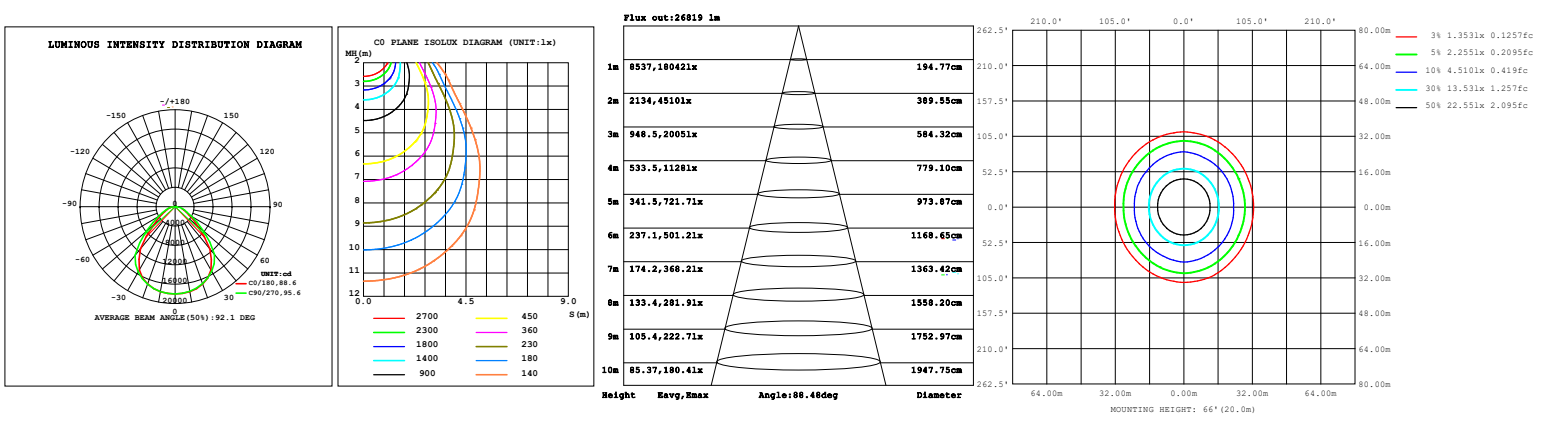 LUMINOUS INTENSITY DISTRIBUTION DIAGRAM
-/+180
-150
150
-120
120
-90
0
90
4000
8000
12000
16000
20000
-60
60
-30
30
0
UNIT:cd
C0/180,88.6
C90/270,95.6
AVERAGE BEAM ANGLE(50%):92.1 DEG
C0 PLANE ISOLUX DIAGRAM (UNIT:lx)
MH(m)
2
3
4
5
6
7
8
9
10
11
12
0.0
4.5
9.0
S(m)
2700
450
2300
360
1800
230
1400
180
900
140
Flux out:26819 lm
1m 8537,18042lx 194.77cm
2m 2134,4510lx 389.55cm
3m 948.5,2005lx 584.32cm
4m 533.5,1128lx 779.10cm
5m 341.5,721.7lx 973.87cm
6m 237.1,501.2lx 1168.65cm
7m 174.2,368.2lx 1363.42cm
8m 133.4,281.9lx 1558.20cm
9m 105.4,222.7lx 1752.97cm
10m 85.37,180.4lx 1947.75cm
Height Eavg,Emax Angle:88.48deg Diameter
210.0' 105.0' 0.0' 105.0' 210.0'
262.5' 80.00m
210.0' 64.00m
157.5' 48.00m
105.0' 32.00m
52.5' 16.00m
0.0' 0.00m
52.5' 16.00m
105.0' 32.00m
157.5' 48.00m
210.0' 64.00m
262.5' 80.00m
64.00m 32.00m 0.00m 32.00m 64.00m
MOUNTING HEIGHT: 66'(20.0m)
3% 1.353lx 0.1257fc
5% 2.255lx 0.2095fc
10% 4.510lx 0.419fc
30% 13.53lx 1.257fc
50% 22.55lx 2.095fc